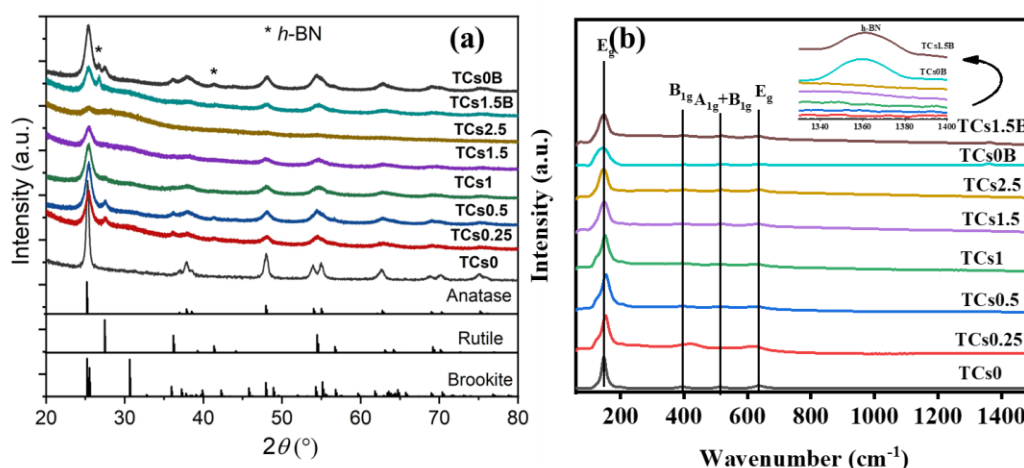 (a)
* h-BN
*
*
TCs0B
TCs1.5B
TCs2.5
TCs1.5
TCs1
TCs0.5
TCs0.25
TCs0
Anatase
Rutile
Brookite
Intensity (a.u.)
20 30 40 50 60 70 80
2θ (°)
(b)
Eg
B1g
A1g+B1g
Eg
h-BN
TCs1.5B
TCs0B
1340 1360 1380 1400
TCs1.5B
TCs0B
TCs2.5
TCs1.5
TCs1
TCs0.5
TCs0.25
TCs0
Intensity (a.u.)
200 400 600 800 1000 1200 1400
Wavenumber (cm-1)